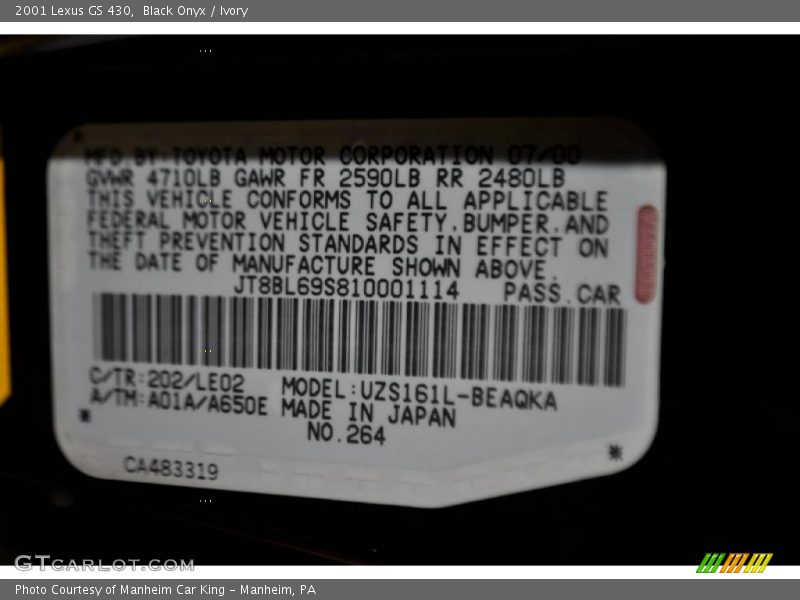 2001 Lexus GS 430,  Black Onyx / Ivory
MFD BY:TOYOTA MOTOR CORPORATION 07/00
GVWR 4710LB GAWR FR 2590LB RR 2480LB
THIS VEHICLE CONFORMS TO ALL APPLICABLE
FEDERAL MOTOR VEHICLE SAFETY,BUMPER,AND
THEFT PREVENTION STANDARDS IN EFFECT ON
THE DATE OF MANUFACTURE SHOWN ABOVE.
JT8BL69S810001114 PASS.CAR
C/TR:202/LE02 MODEL:UZS161L-BEAQKA
A/TM:A01A/A650E MADE IN JAPAN
NO.264
CA483319
GTcarlot.com
Photo Courtesy of Manheim Car King - Manheim, PA